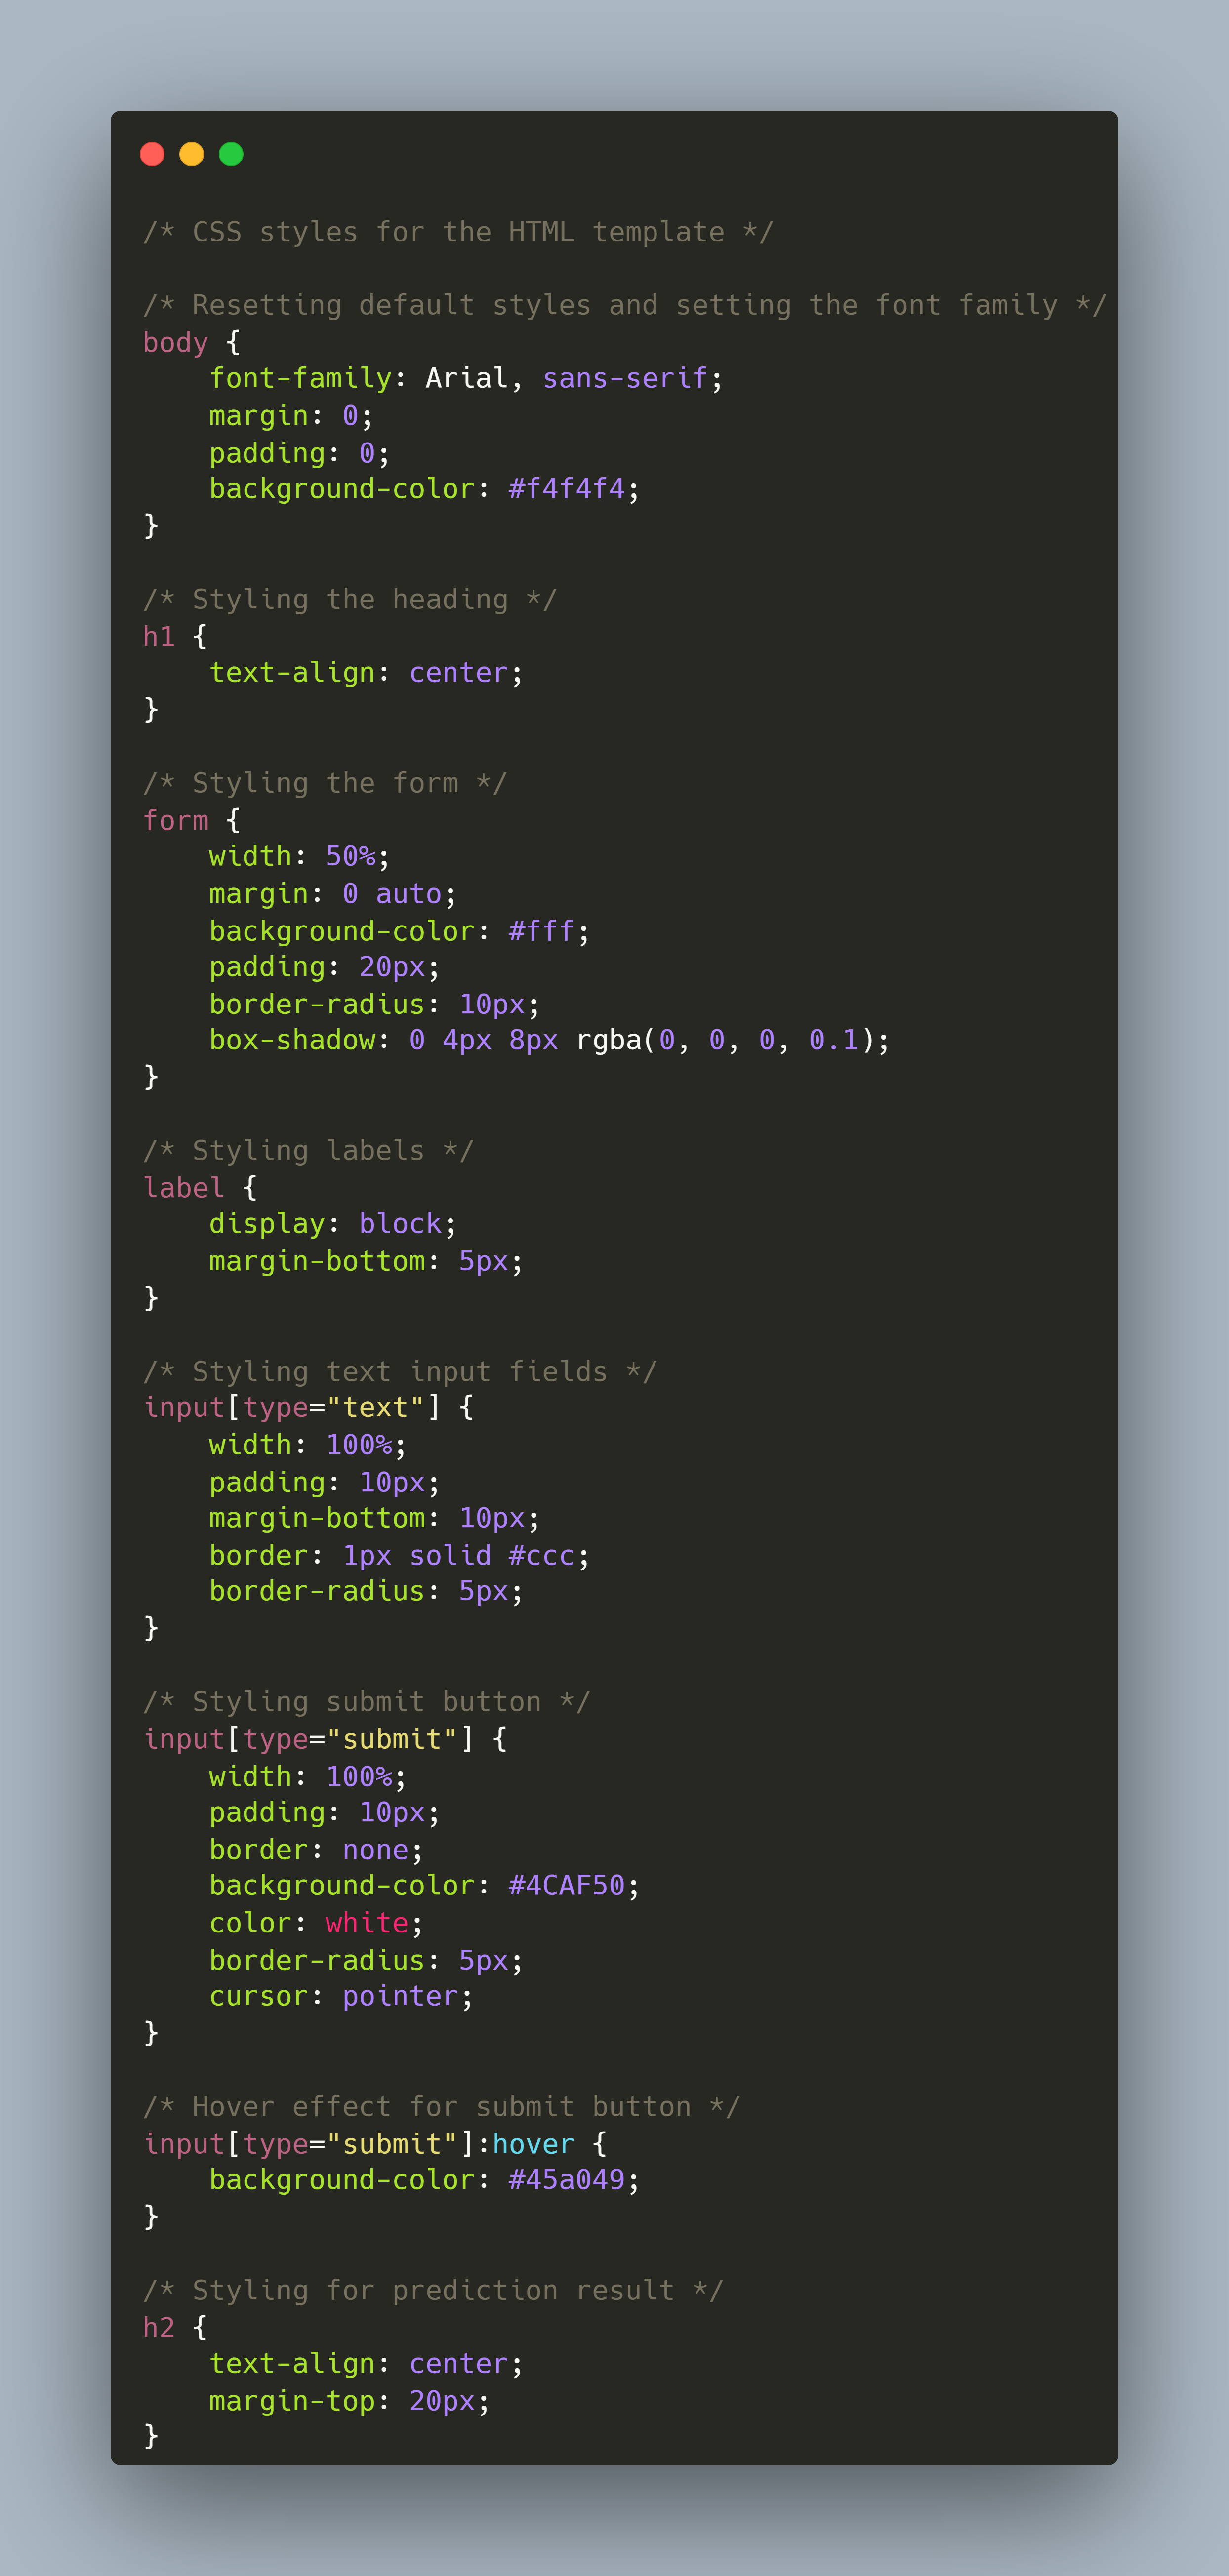 /* CSS styles for the HTML template */

/* Resetting default styles and setting the font family */
body {
    font-family: Arial, sans-serif;
    margin: 0;
    padding: 0;
    background-color: #f4f4f4;
}

/* Styling the heading */
h1 {
    text-align: center;
}

/* Styling the form */
form {
    width: 50%;
    margin: 0 auto;
    background-color: #fff;
    padding: 20px;
    border-radius: 10px;
    box-shadow: 0 4px 8px rgba(0, 0, 0, 0.1);
}

/* Styling labels */
label {
    display: block;
    margin-bottom: 5px;
}

/* Styling text input fields */
input[type="text"] {
    width: 100%;
    padding: 10px;
    margin-bottom: 10px;
    border: 1px solid #ccc;
    border-radius: 5px;
}

/* Styling submit button */
input[type="submit"] {
    width: 100%;
    padding: 10px;
    border: none;
    background-color: #4CAF50;
    color: white;
    border-radius: 5px;
    cursor: pointer;
}

/* Hover effect for submit button */
input[type="submit"]:hover {
    background-color: #45a049;
}

/* Styling for prediction result */
h2 {
    text-align: center;
    margin-top: 20px;
}